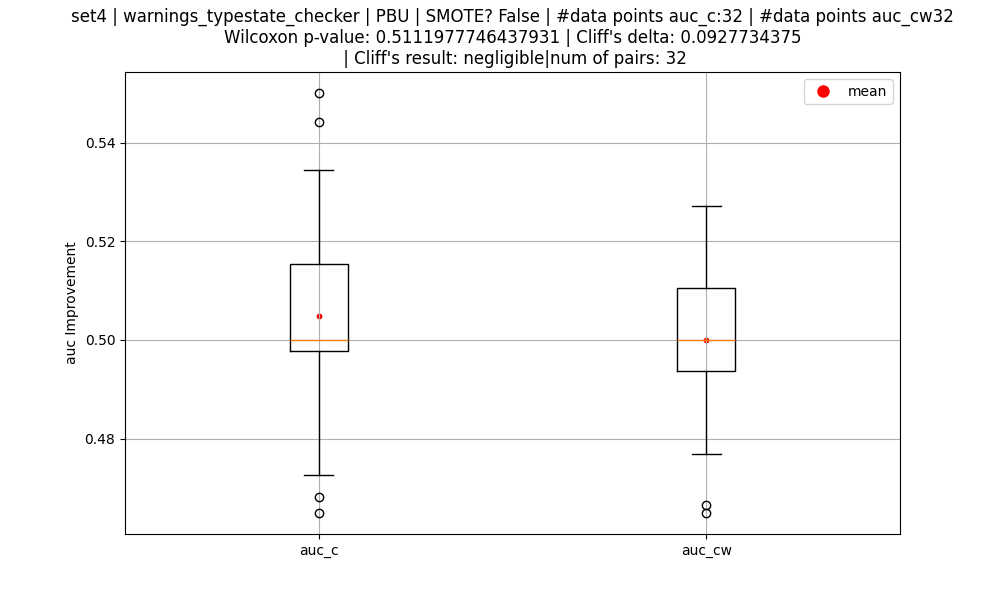 set4 | warnings_typestate_checker | PBU | SMOTE? False | #data points auc_c:32 | #data points auc_cw32
Wilcoxon p-value: 0.5111977746437931 | Cliff's delta: 0.0927734375
| Cliff's result: negligible|num of pairs: 32
mean
0.54
0.52
0.50
0.48
auc Improvement
auc_c
auc_cw